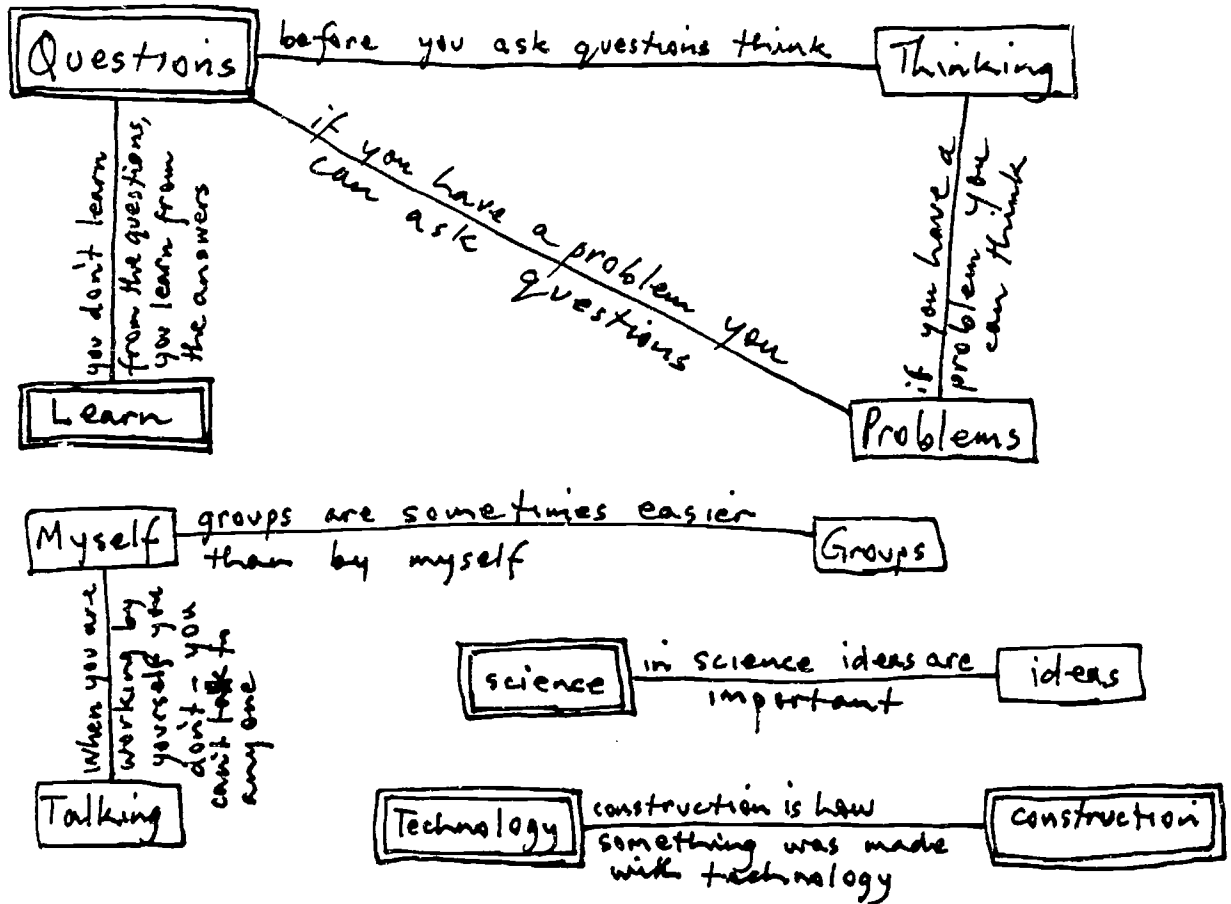 Questions
before you ask questions think
Thinking
you don't learn
from the questions,
you learn from
the answers
if you have a problem you
can ask questions
if you have a
problem you
can think
Learn
Problems
Myself
groups are sometimes easier
than by myself
Groups
When you are
working by
yourself you
don't - you
can't talk to
anyone
science
in science ideas are
important
ideas
Talking
Technology
construction is how
something was made
with technology
construction